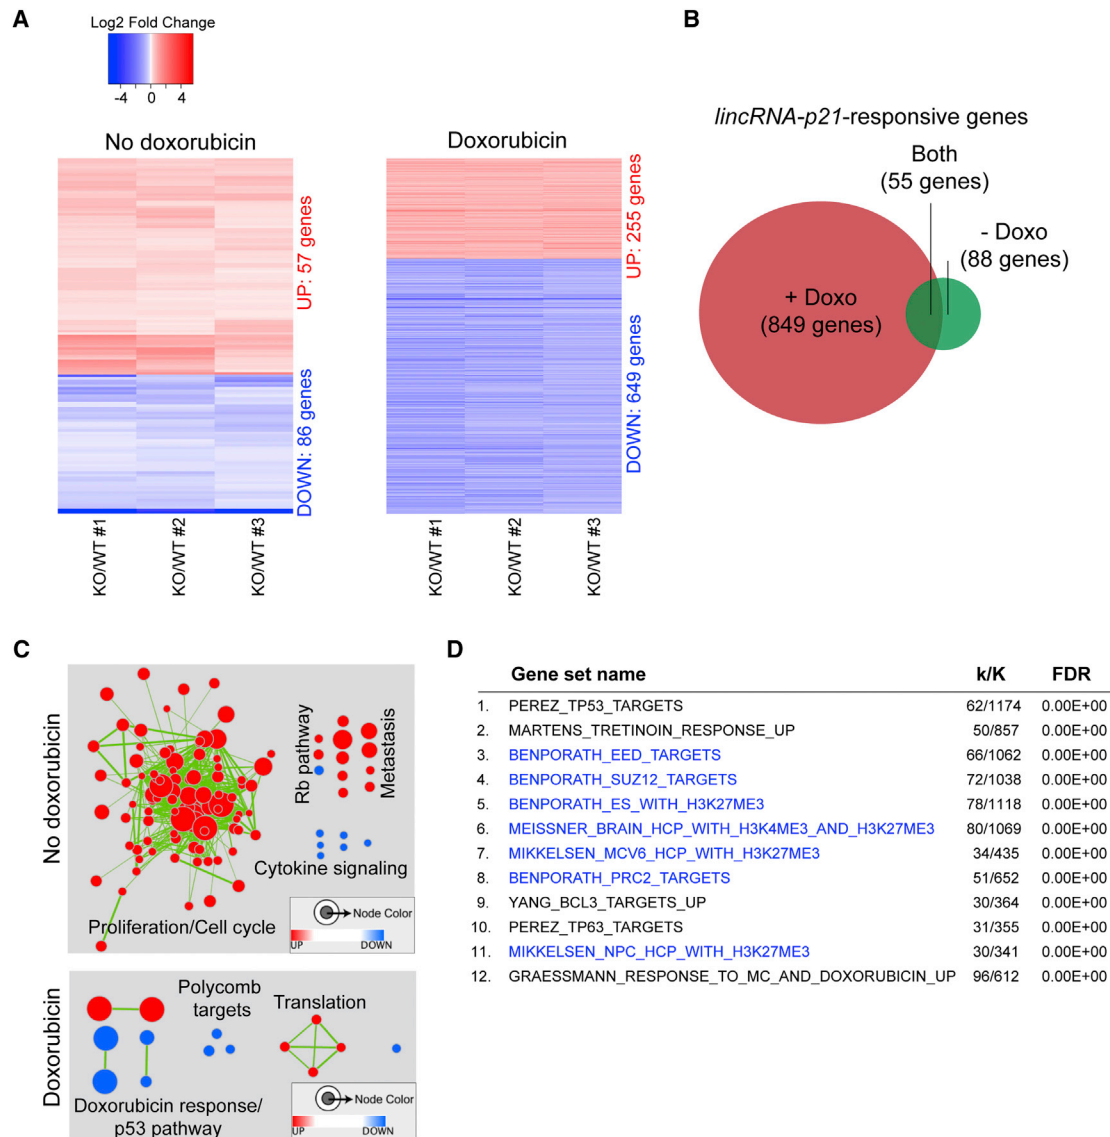 A
Log2 Fold Change
-4 0 4
No doxorubicin
UP: 57 genes
DOWN: 86 genes
KO/WT #1
KO/WT #2
KO/WT #3
Doxorubicin
UP: 255 genes
DOWN: 649 genes
KO/WT #1
KO/WT #2
KO/WT #3
B
lincRNA-p21-responsive genes
Both
(55 genes)
- Doxo
(88 genes)
+ Doxo
(849 genes)
C
No doxorubicin
Rb pathway
Metastasis
Cytokine signaling
Proliferation/Cell cycle
Node Color
UP DOWN
Doxorubicin
Polycomb
targets
Translation
Doxorubicin response/
p53 pathway
Node Color
UP DOWN
D
Gene set name k/K FDR
1. PEREZ_TP53_TARGETS 62/1174 0.00E+00
2. MARTENS_TRETINOIN_RESPONSE_UP 50/857 0.00E+00
3. BENPORATH_EED_TARGETS 66/1062 0.00E+00
4. BENPORATH_SUZ12_TARGETS 72/1038 0.00E+00
5. BENPORATH_ES_WITH_H3K27ME3 78/1118 0.00E+00
6. MEISSNER_BRAIN_HCP_WITH_H3K4ME3_AND_H3K27ME3 80/1069 0.00E+00
7. MIKKELSEN_MCV6_HCP_WITH_H3K27ME3 34/435 0.00E+00
8. BENPORATH_PRC2_TARGETS 51/652 0.00E+00
9. YANG_BCL3_TARGETS_UP 30/364 0.00E+00
10. PEREZ_TP63_TARGETS 31/355 0.00E+00
11. MIKKELSEN_NPC_HCP_WITH_H3K27ME3 30/341 0.00E+00
12. GRAESSMANN_RESPONSE_TO_MC_AND_DOXORUBICIN_UP 96/612 0.00E+00